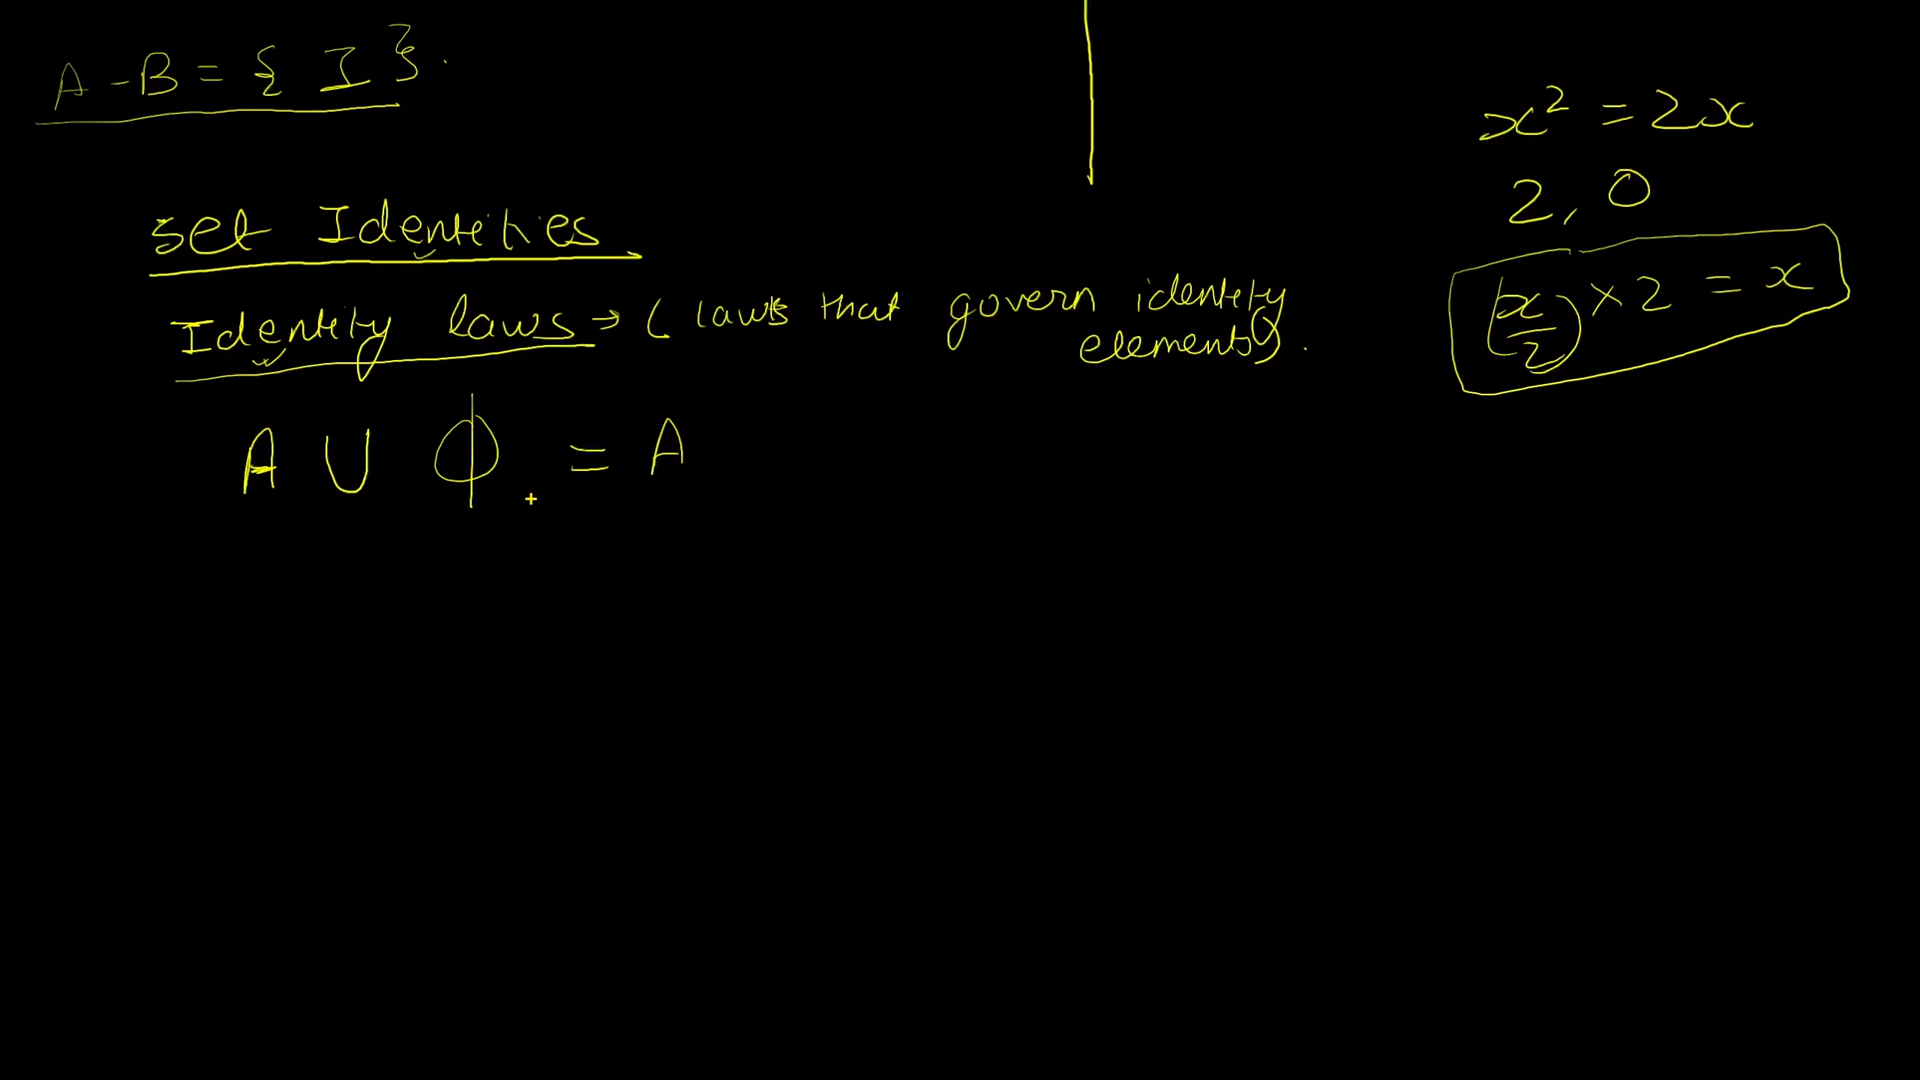 A - B = { I }.
x² = 2x
2, 0
set Identities
Identity laws → ( laws that govern identity
elements).
(x/2) × 2 = x
A ∪ ϕ = A